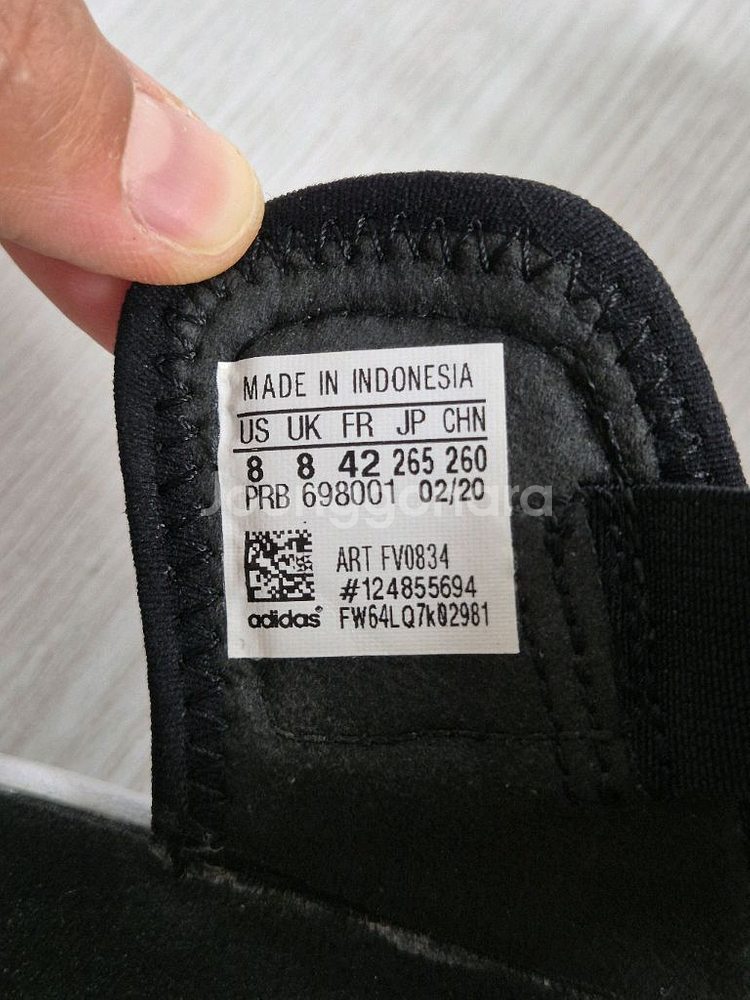 MADE IN INDONESIA
US UK FR JP CHN
8 8 42 265 260
PRB 698001 02/20
ART FV0834
#124855694
adidas® FW64LQ7k02981
Joonggonara